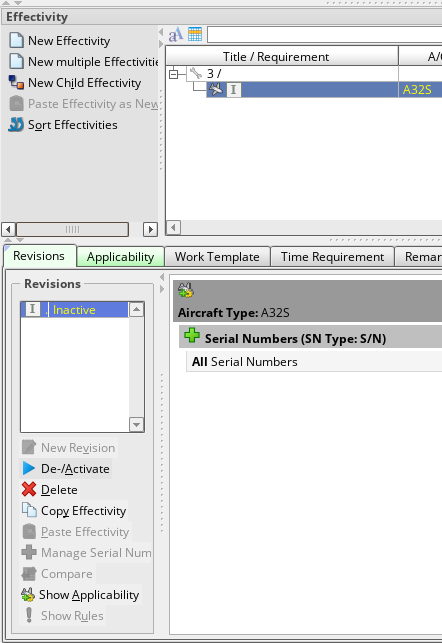 Effectivity
New Effectivity
New multiple Effectivitie
New Child Effectivity
Paste Effectivity as New
Sort Effectivities
Title / Requirement A/
3 /
I A32S
Revisions Applicability Work Template Time Requirement Remar
Revisions
I . Inactive
New Revision
De-/Activate
Delete
Copy Effectivity
Paste Effectivity
Manage Serial Num
Compare
Show Applicability
Show Rules
Aircraft Type: A32S
Serial Numbers (SN Type: S/N)
All Serial Numbers